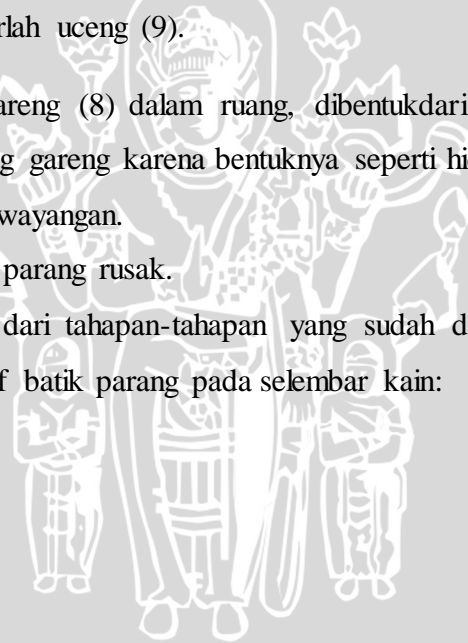 rlah uceng (9).
areng (8) dalam ruang, dibentukdari
g gareng karena bentuknya seperti hi
wayangan.
parang rusak.
dari tahapan-tahapan yang sudah d
f batik parang pada selembar kain: